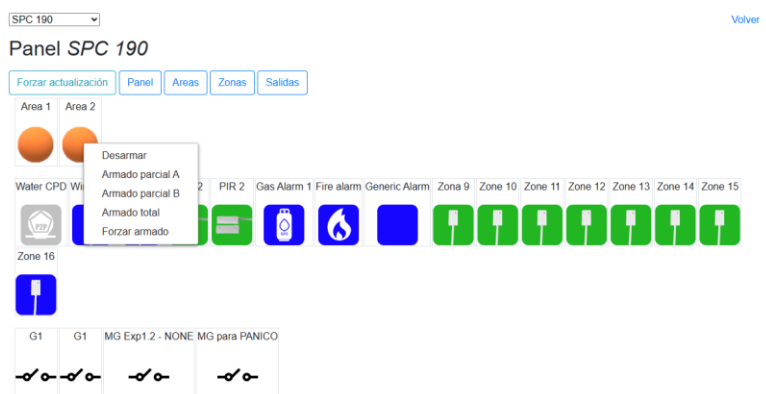 SPC 190
Volver
Panel SPC 190
Forzar actualización
Panel
Areas
Zonas
Salidas
Area 1
Area 2
Desarmar
Armado parcial A
Armado parcial B
Armado total
Forzar armado
Water CPD
2
PIR 2
Gas Alarm 1
Fire alarm
Generic Alarm
Zona 9
Zone 10
Zone 11
Zone 12
Zone 13
Zone 14
Zone 15
Zone 16
G1
G1
MG Exp1.2 - NONE
MG para PANICO